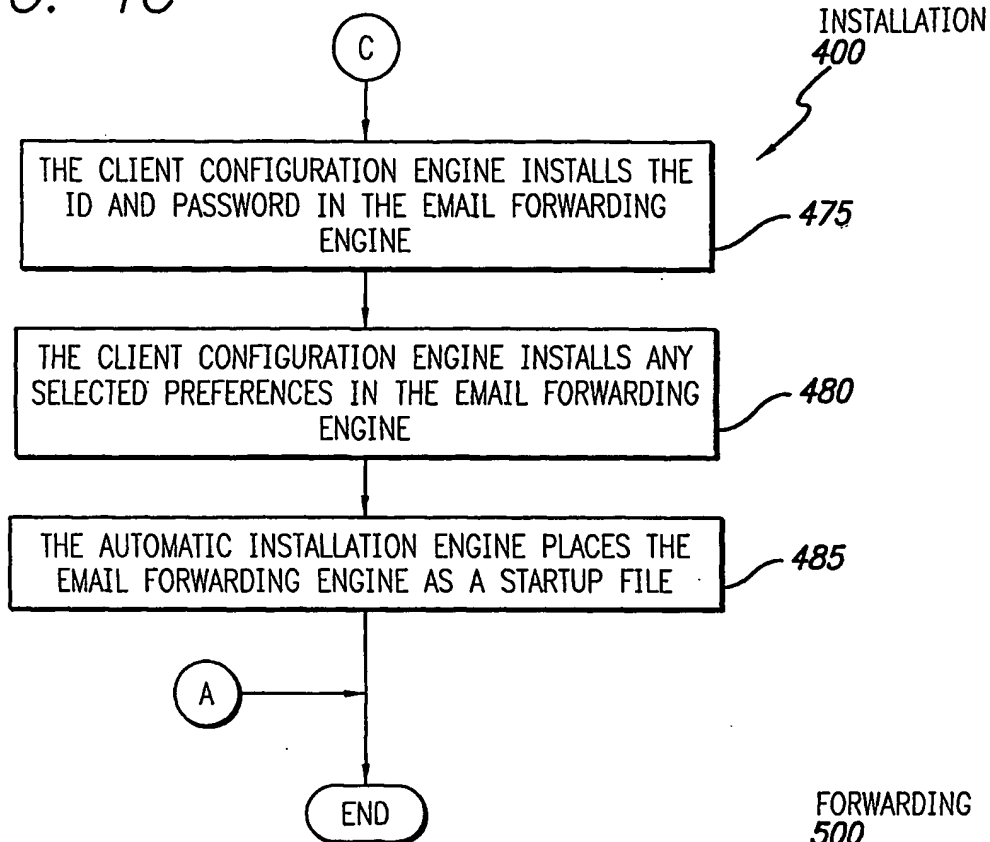 INSTALLATION
400
C
THE CLIENT CONFIGURATION ENGINE INSTALLS THE
ID AND PASSWORD IN THE EMAIL FORWARDING
ENGINE
475
THE CLIENT CONFIGURATION ENGINE INSTALLS ANY
SELECTED PREFERENCES IN THE EMAIL FORWARDING
ENGINE
480
THE AUTOMATIC INSTALLATION ENGINE PLACES THE
EMAIL FORWARDING ENGINE AS A STARTUP FILE
485
A
END
FORWARDING
500